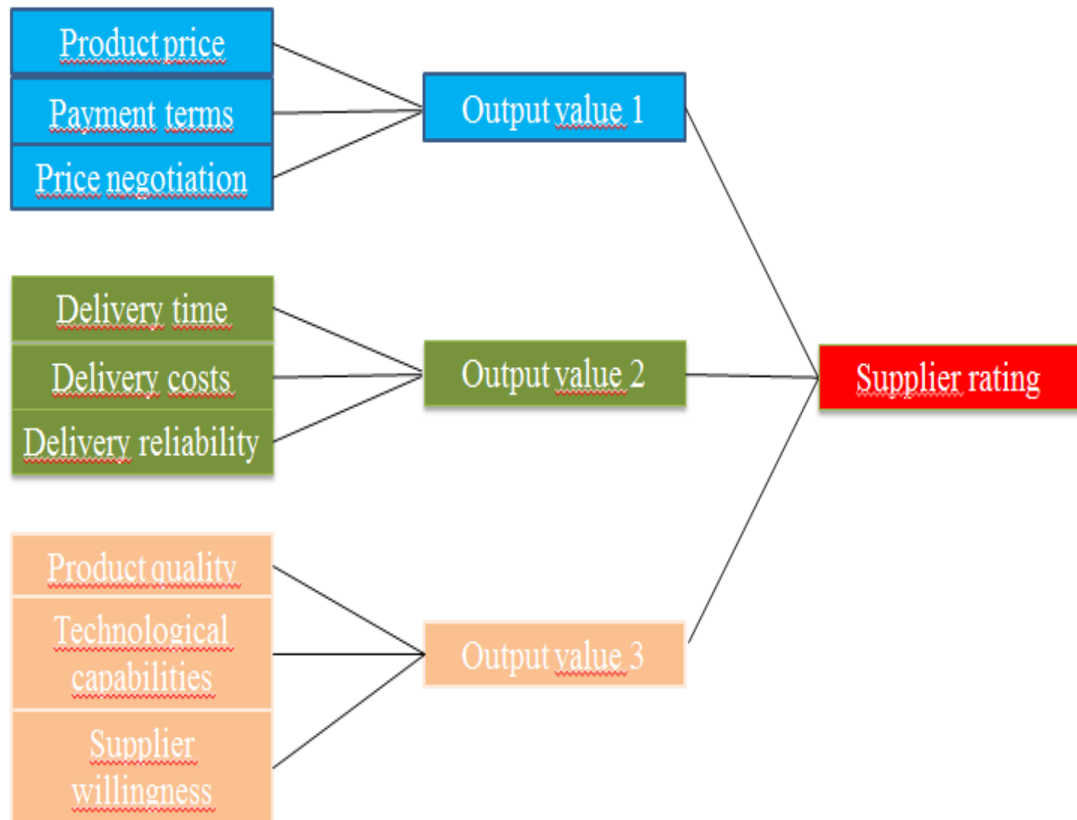 Product price
Payment terms
Price negotiation
Output value 1
Delivery time
Delivery costs
Delivery reliability
Output value 2
Supplier rating
Product quality
Technological
capabilities
Supplier
willingness
Output value 3